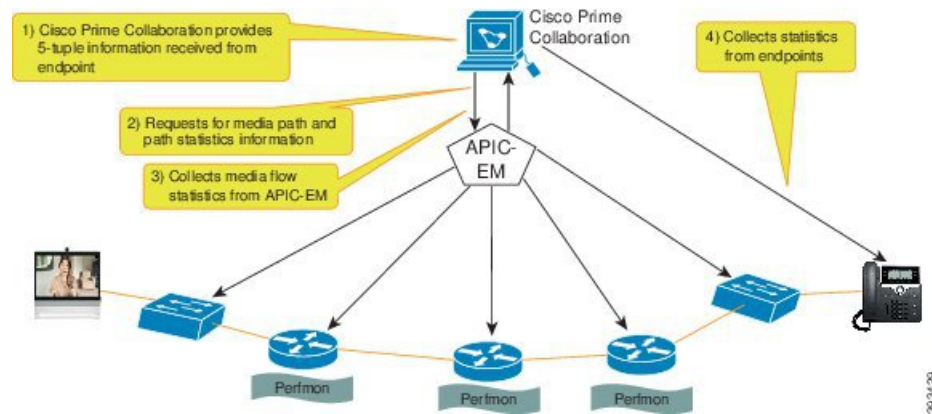 1) Cisco Prime Collaboration provides
5-tuple information received from
endpoint
Cisco Prime
Collaboration
4) Collects statistics
from endpoints
2) Requests for media path and
path statistics information
APIC-
EM
3) Collects media flow
statistics from APIC-EM
Perfmon
Perfmon
Perfmon